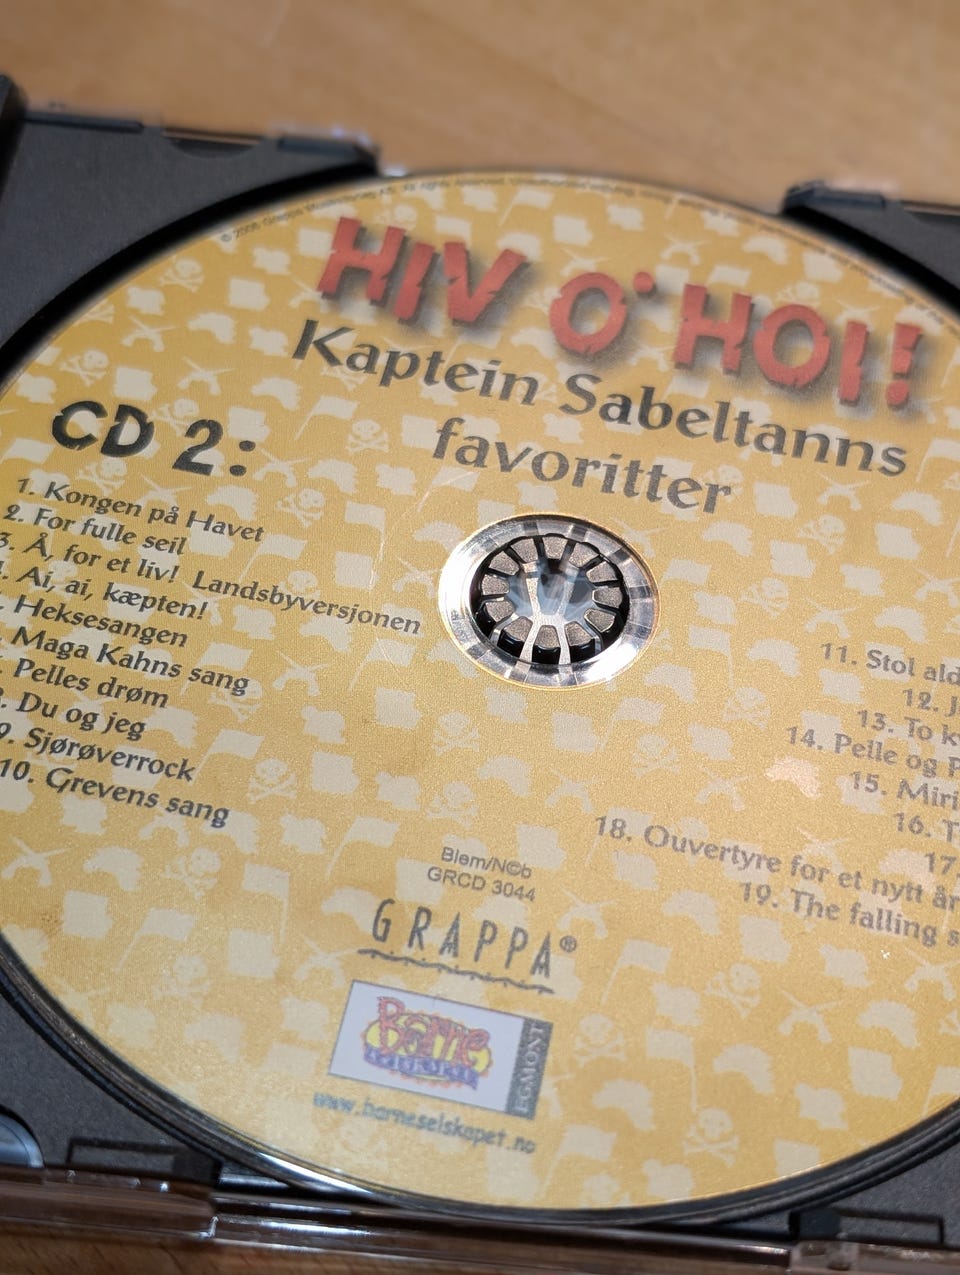 HIV O'HOI!
Kaptein Sabeltanns
favoritter
CD 2:
1. Kongen på Havet
2. For fulle seil
3. Å, for et liv! Landsbyversjonen
. Ai, ai, kæpten!
. Heksesangen
. Maga Kahns sang
. Pelles drøm
. Du og jeg
9. Sjørøverrock
10. Grevens sang
11. Stol
12.
13. To
14. Pelle og
15.
16.
17.
18. Ouvertyre for et nytt
19. The falling
Blem/N©b
GRCD 3044
GRAPPA®
Barne
EGMONT
www.barneselskapet.no